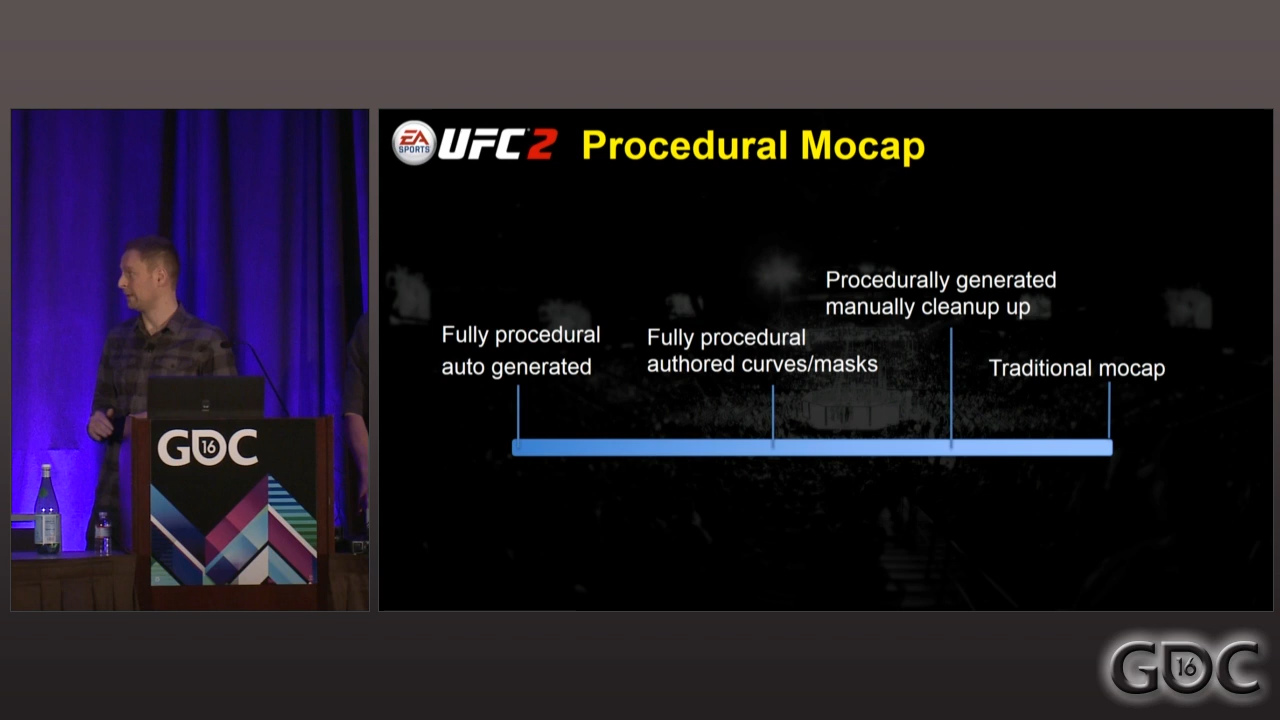 EA
SPORTS
UFC 2
Procedural Mocap
Procedurally generated
manually cleanup up
Fully procedural
auto generated
Fully procedural
authored curves/masks
Traditional mocap
GDC
16
GDC
16